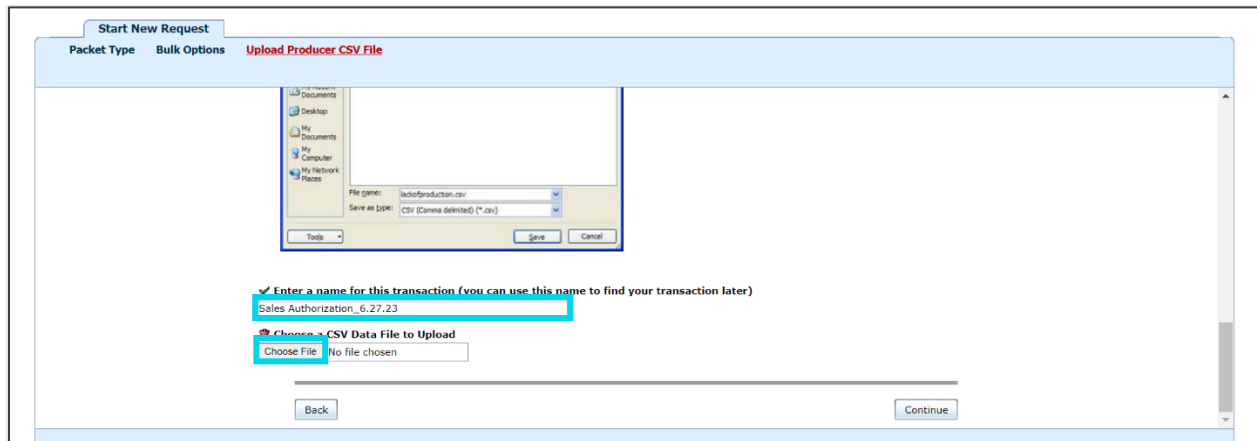 Start New Request
Packet Type Bulk Options Upload Producer CSV File
Documents
Desktop
My Documents
My Computer
My Network Places
File name: lackofproduction.csv
Save as type: CSV (Comma delimited) (*.csv)
Tools Save Cancel
Enter a name for this transaction (you can use this name to find your transaction later)
Sales Authorization_6.27.23
Choose a CSV Data File to Upload
Choose File No file chosen
Back Continue